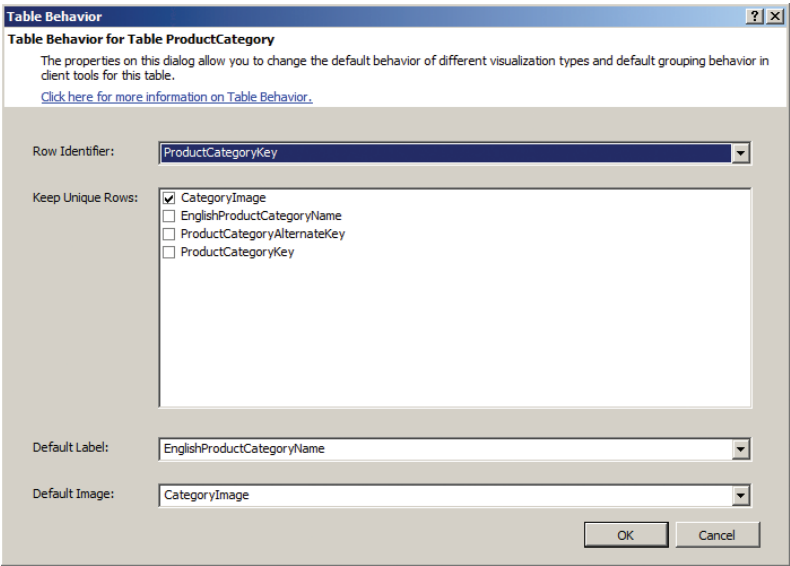 Table Behavior
Table Behavior for Table ProductCategory
The properties on this dialog allow you to change the default behavior of different visualization types and default grouping behavior in
client tools for this table.
Click here for more information on Table Behavior.
Row Identifier: ProductCategoryKey
Keep Unique Rows: CategoryImage
EnglishProductCategoryName
ProductCategoryAlternateKey
ProductCategoryKey
Default Label: EnglishProductCategoryName
Default Image: CategoryImage
OK Cancel